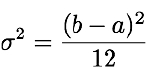 σ² = (b − a)² / 12